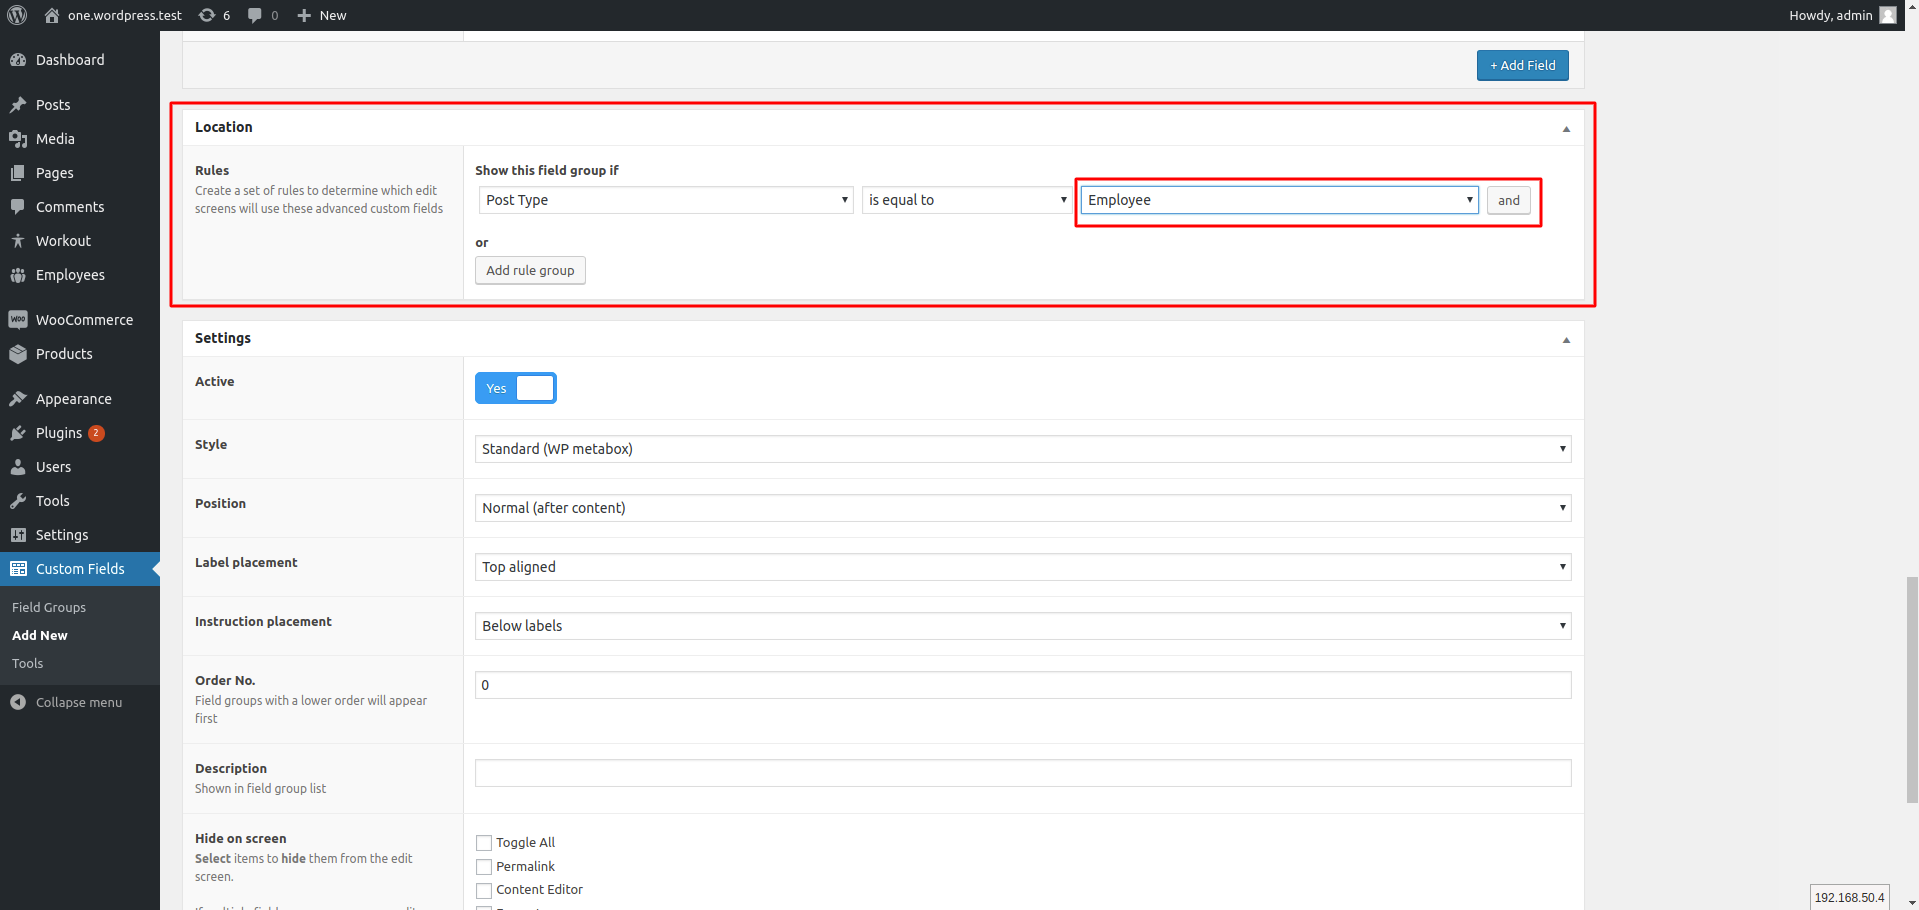 one.wordpress.test 6 0 New Howdy, admin
Dashboard
Posts
Media
Pages
Comments
Workout
Employees
WOO WooCommerce
Products
Appearance
Plugins 2
Users
Tools
Settings
Custom Fields
Field Groups
Add New
Tools
Collapse menu
+ Add Field
Location
Rules
Create a set of rules to determine which edit
screens will use these advanced custom fields
Show this field group if
Post Type is equal to Employee and
or
Add rule group
Settings
Active
Yes
Style
Standard (WP metabox)
Position
Normal (after content)
Label placement
Top aligned
Instruction placement
Below labels
Order No.
Field groups with a lower order will appear
first
0
Description
Shown in field group list
Hide on screen
Select items to hide them from the edit
screen.
Toggle All
Permalink
Content Editor
192.168.50.4